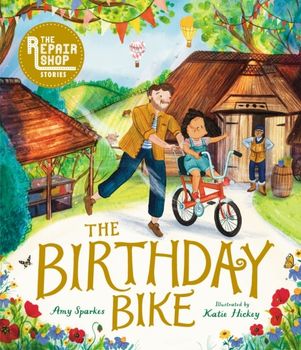 THE
REPAIR
SHOP
STORIES
THE
BIRTHDAY
BIKE
Amy Sparkes
Illustrated by
Katie Hickey